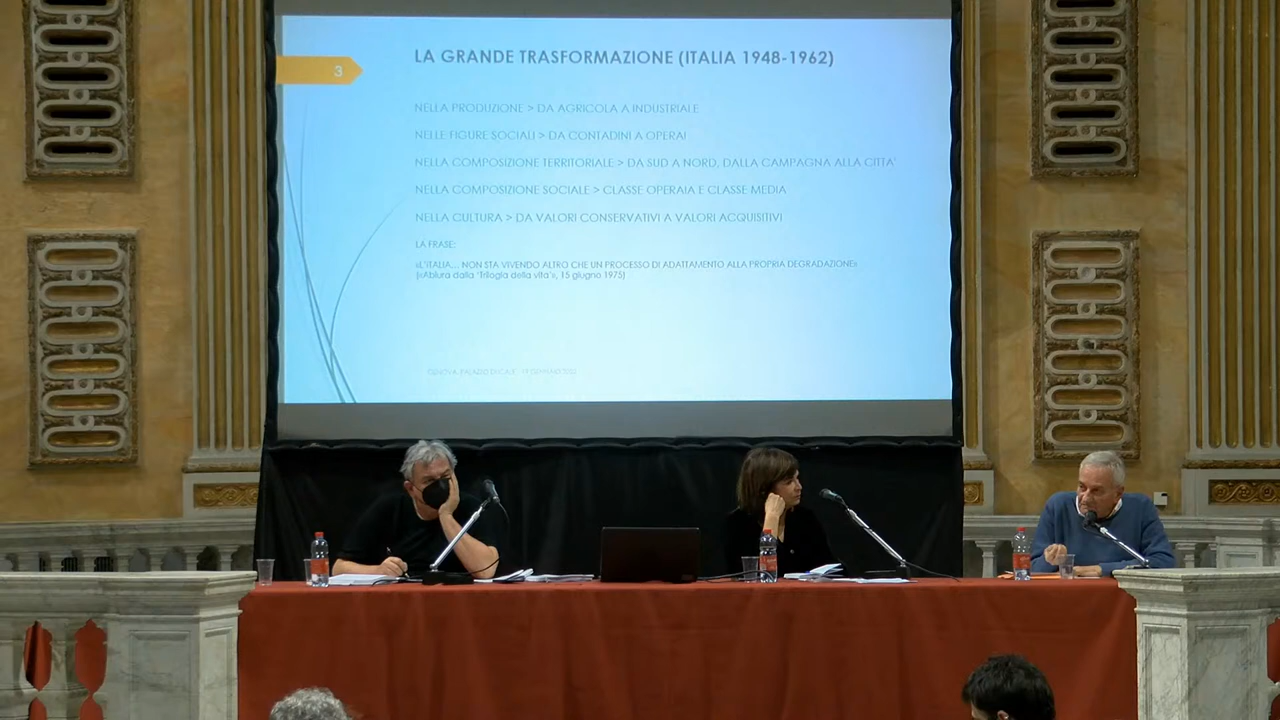 3
LA GRANDE TRASFORMAZIONE (ITALIA 1948-1962)
NELLA PRODUZIONE > DA AGRICOLA A INDUSTRIALE
NELLE FIGURE SOCIALI > DA CONTADINI A OPERAI
NELLA COMPOSIZIONE TERRITORIALE > DA SUD A NORD, DALLA CAMPAGNA ALLA CITTA'
NELLA COMPOSIZIONE SOCIALE > CLASSE OPERAIA E CLASSE MEDIA
NELLA CULTURA > DA VALORI CONSERVATIVI A VALORI ACQUISITIVI
LA FRASE:
«L'ITALIA... NON STA VIVENDO ALTRO CHE UN PROCESSO DI ADATTAMENTO ALLA PROPRIA DEGRADAZIONE»
(«Abiura dalla 'Trilogia della vita'», 15 giugno 1975)
GENOVA, PALAZZO DUCALE